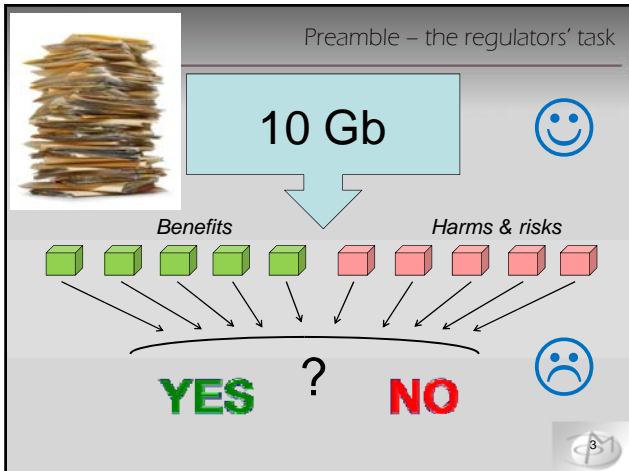 Preamble – the regulators' task
10 Gb
Benefits
Harms & risks
?
YES
NO
3